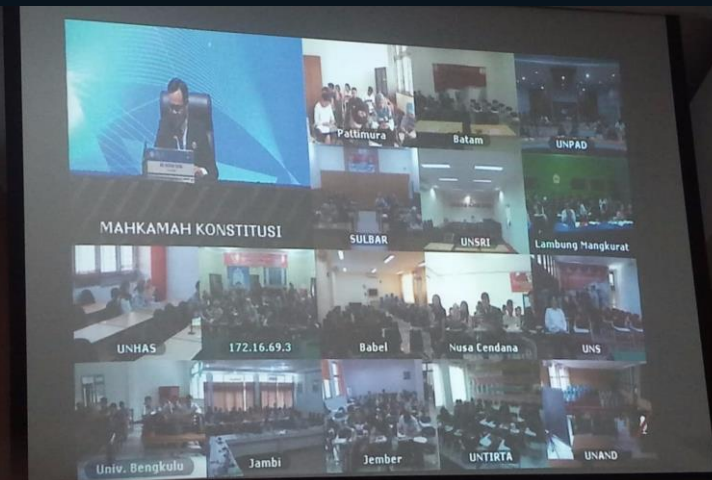 MAHKAMAH KONSTITUSI
Pattimura
Batam
UNPAD
SULBAR
UNSRI
Lambung Mangkurat
UNHAS
172.16.69.3
Babel
Nusa Cendana
UNS
Univ. Bengkulu
Jambi
Jember
UNTIRTA
UNAND